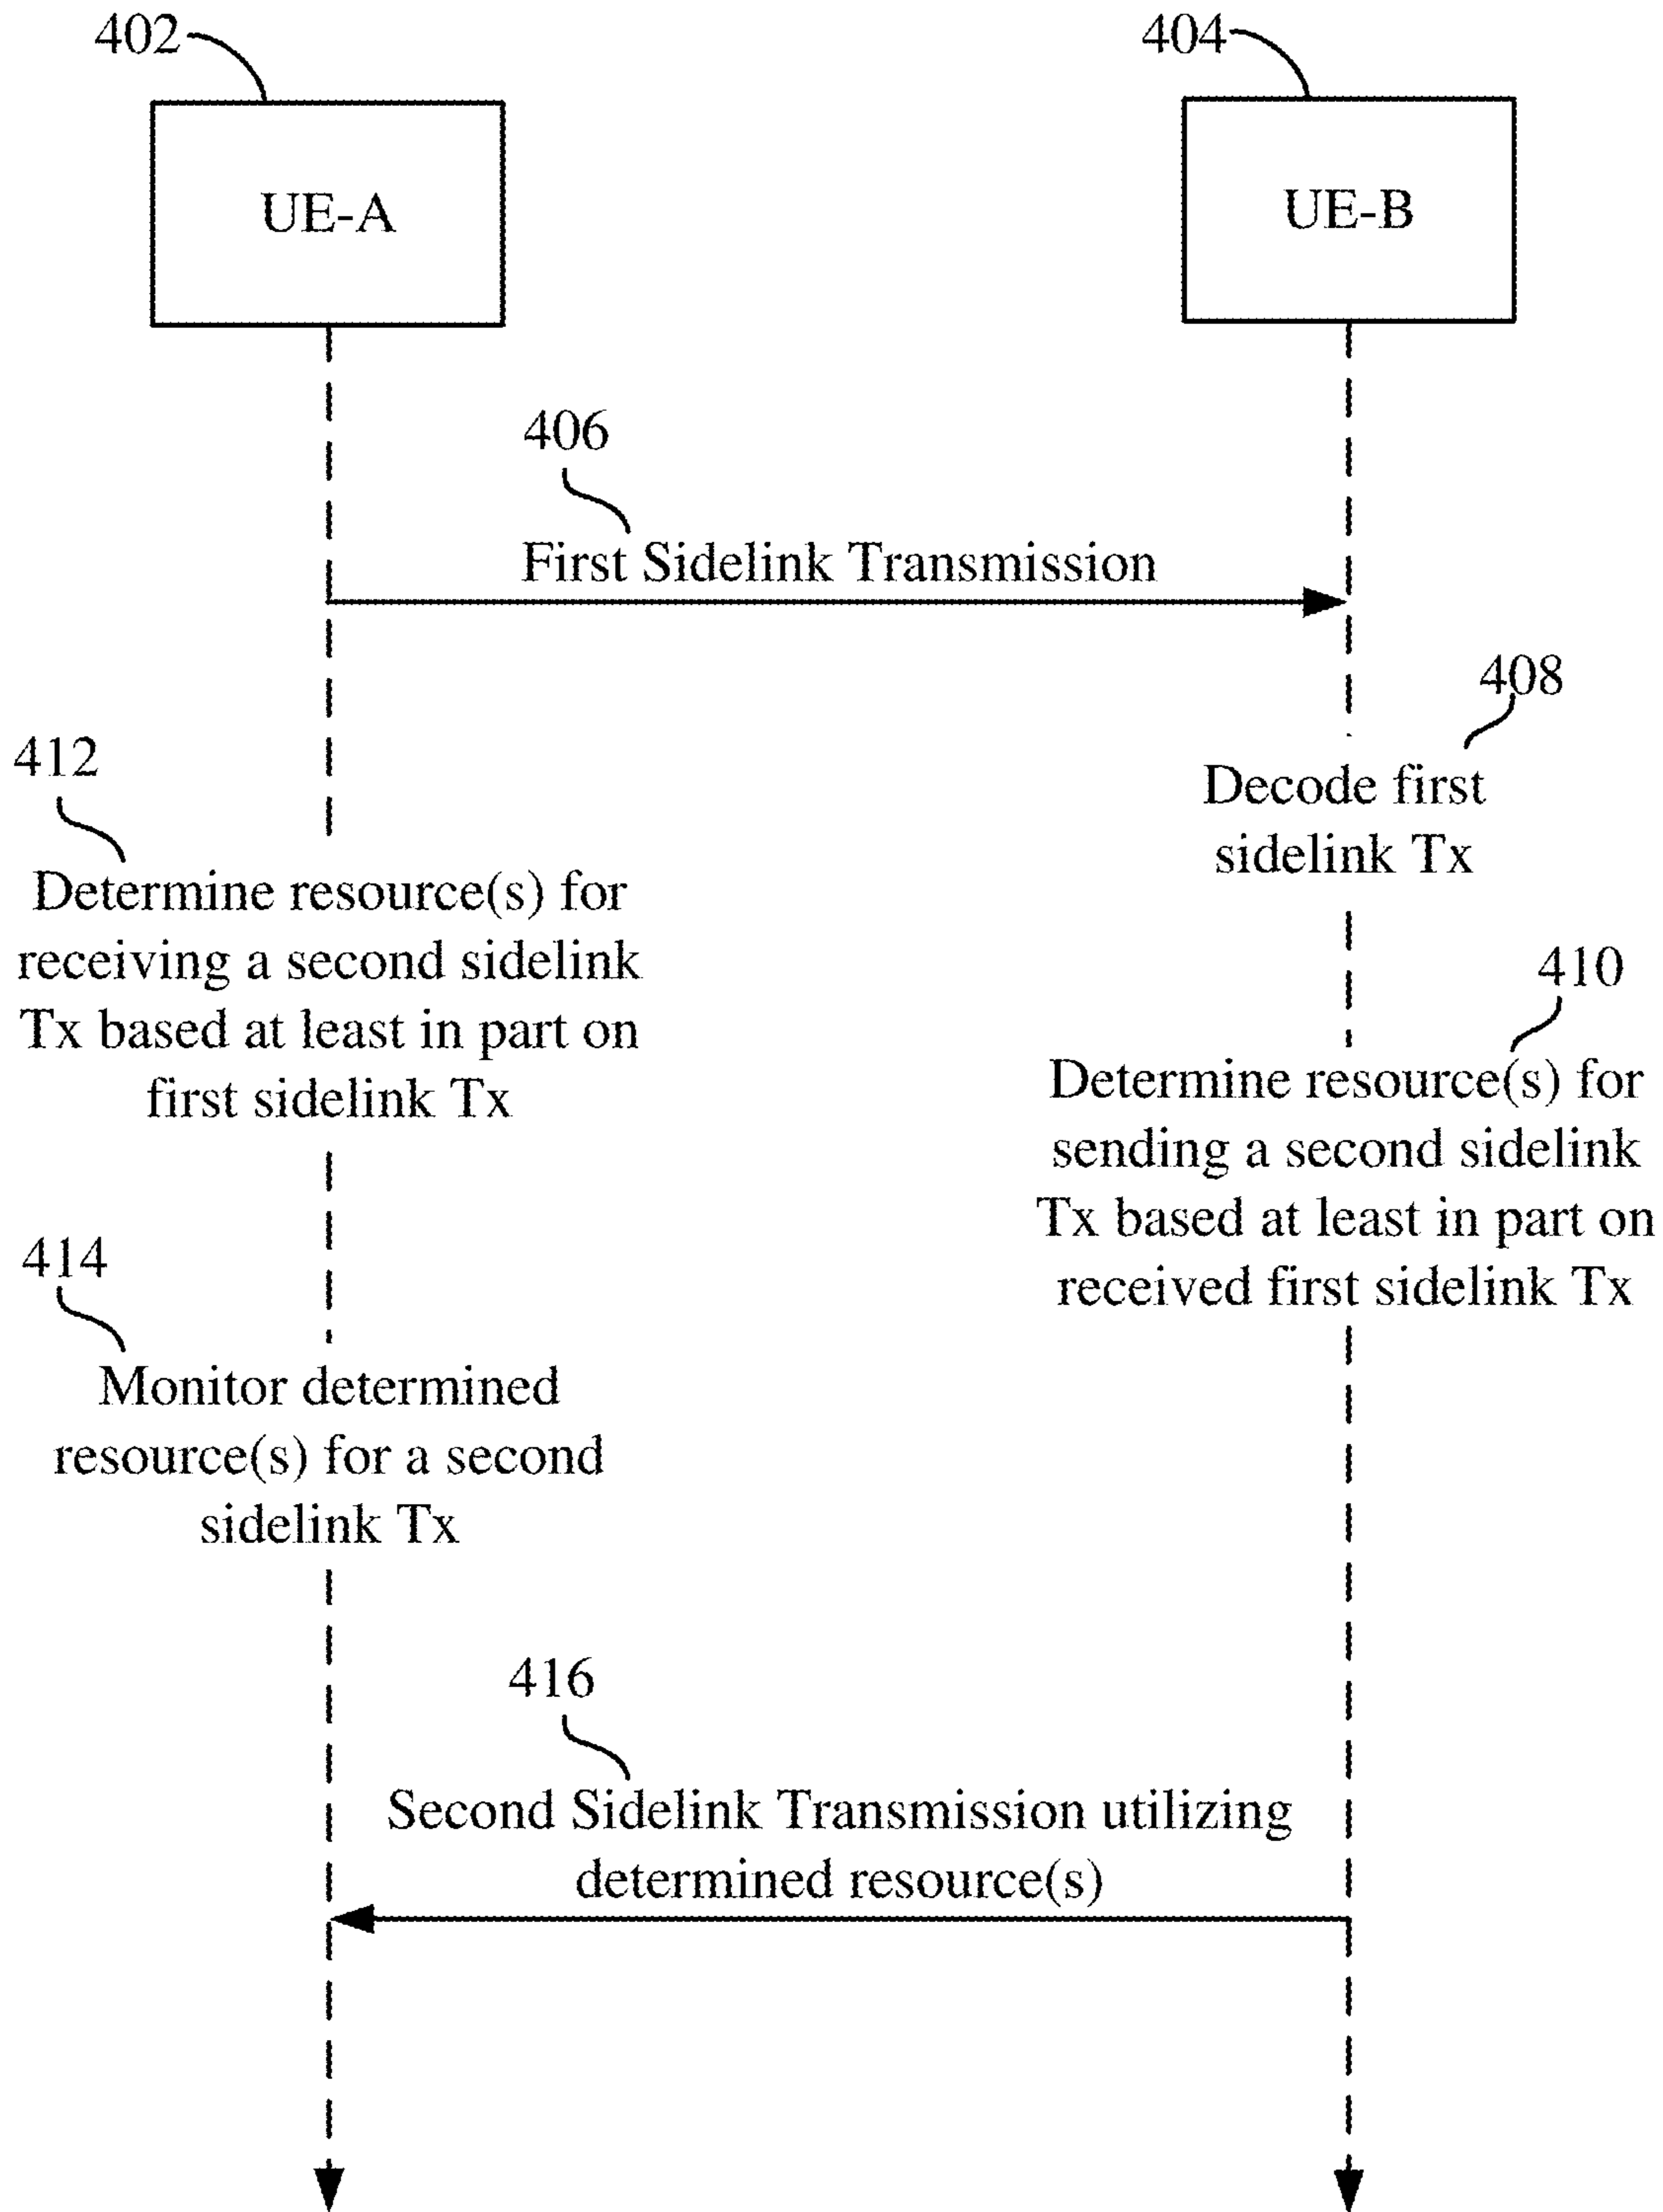 402
404
UE-A
UE-B
406
First Sidelink Transmission
408
Decode first
sidelink Tx
412
Determine resource(s) for
receiving a second sidelink
Tx based at least in part on
first sidelink Tx
410
Determine resource(s) for
sending a second sidelink
Tx based at least in part on
received first sidelink Tx
414
Monitor determined
resource(s) for a second
sidelink Tx
416
Second Sidelink Transmission utilizing
determined resource(s)